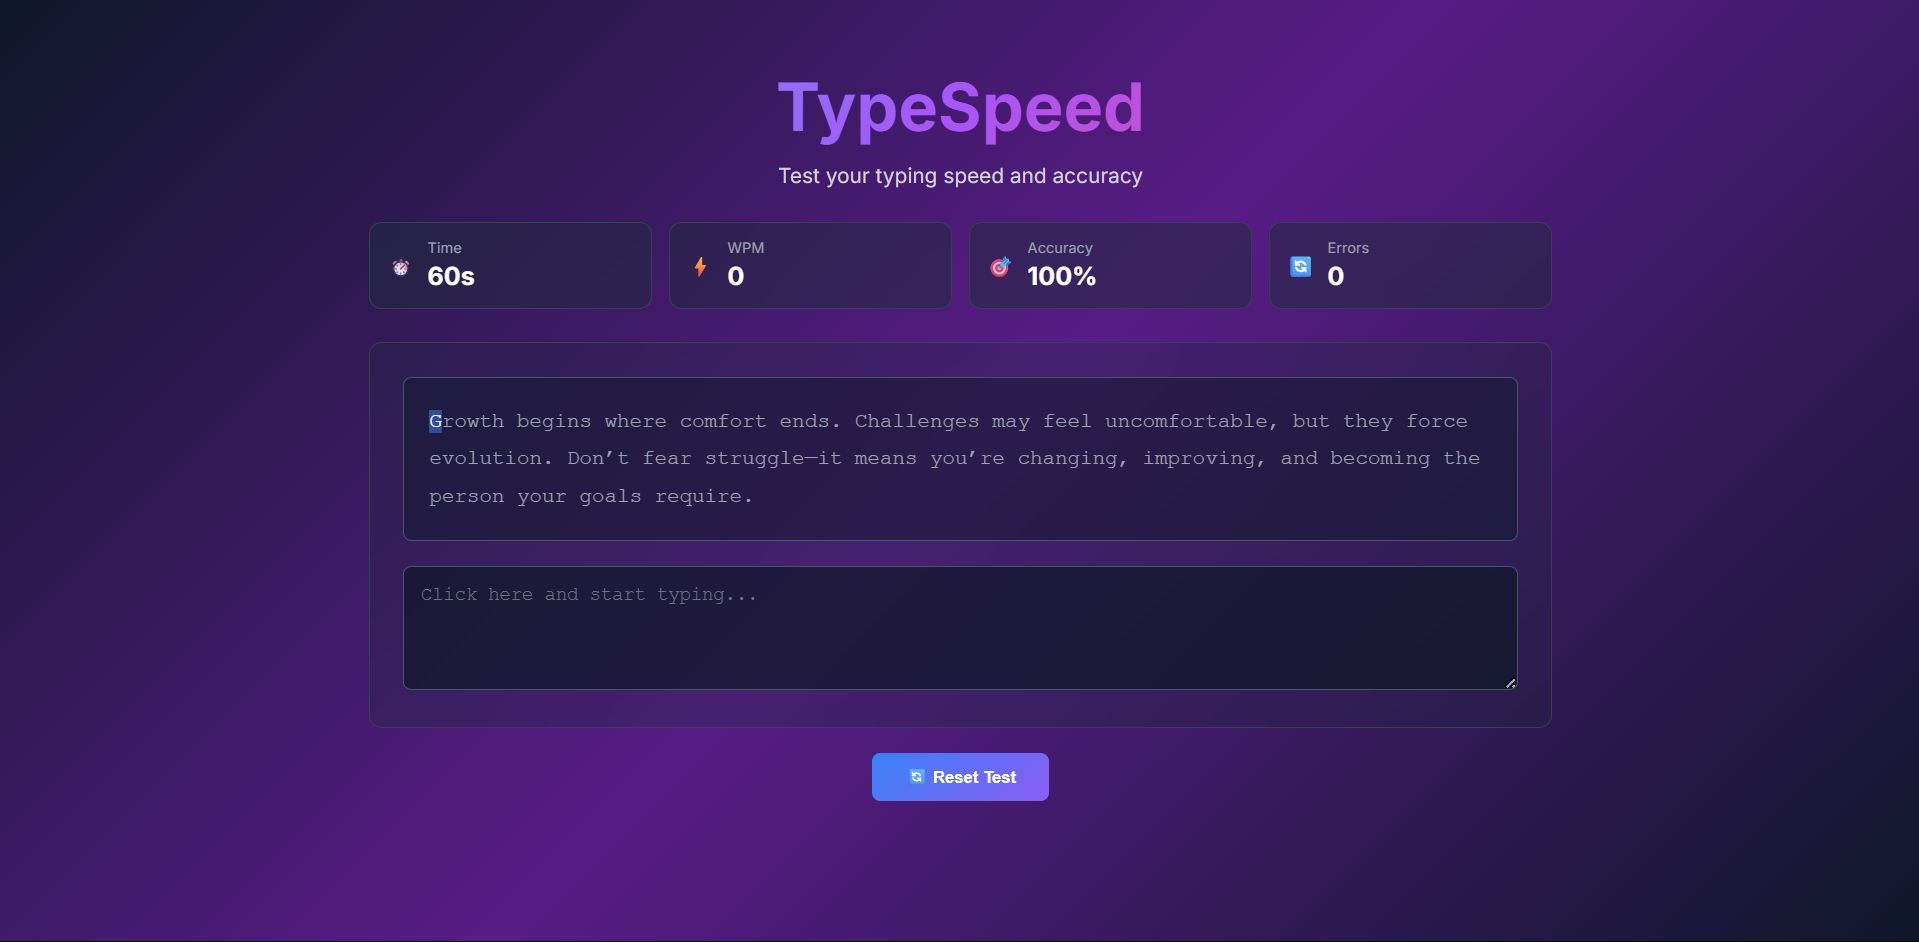 TypeSpeed
Test your typing speed and accuracy
Time
60s
WPM
0
Accuracy
100%
Errors
0
Growth begins where comfort ends. Challenges may feel uncomfortable, but they force
evolution. Don’t fear struggle—it means you’re changing, improving, and becoming the
person your goals require.
Click here and start typing...
Reset Test